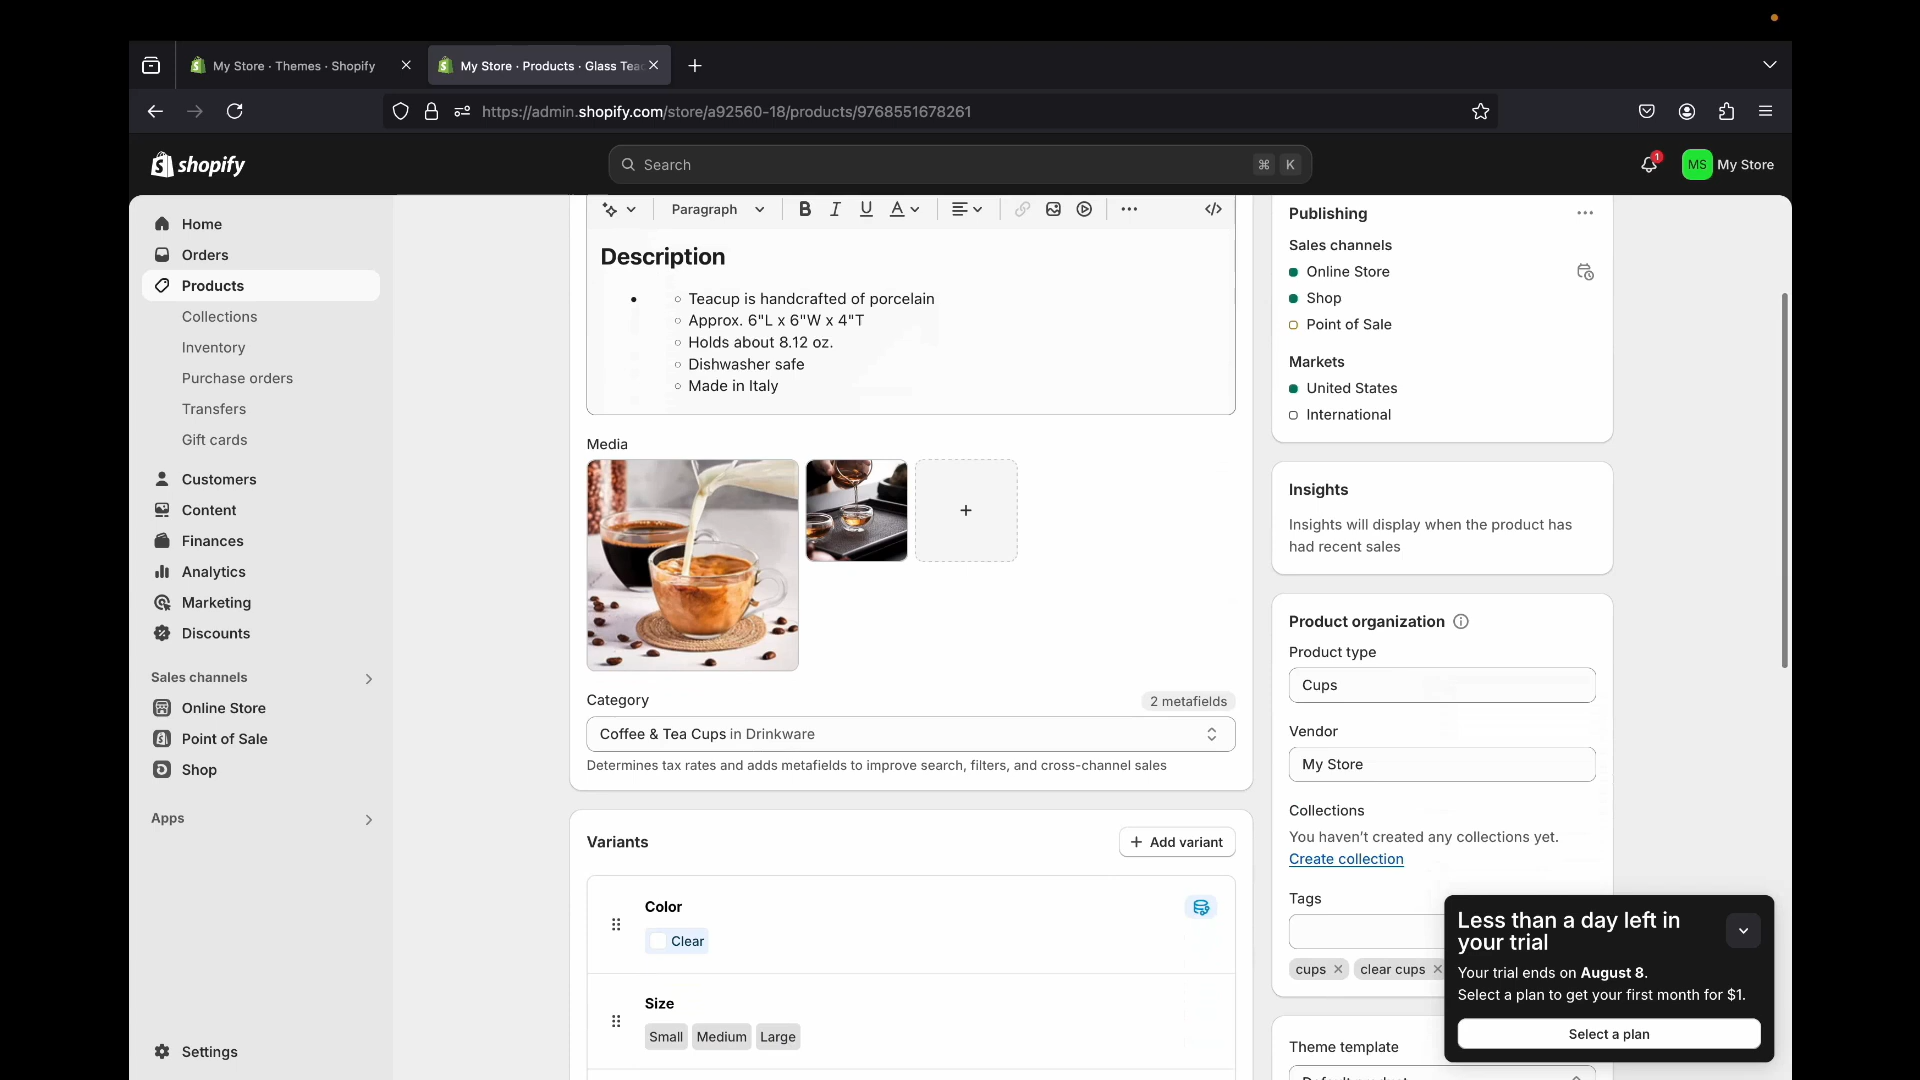 My Store · Themes · Shopify
My Store · Products · Glass Teac
https://admin.shopify.com/store/a92560-18/products/9768551678261
shopify
Search
⌘ K
1
MS My Store
Home
Orders
Products
Collections
Inventory
Purchase orders
Transfers
Gift cards
Customers
Content
Finances
Analytics
Marketing
Discounts
Sales channels
Online Store
Point of Sale
Shop
Apps
Settings
Paragraph
B I U A
Description
Teacup is handcrafted of porcelain
Approx. 6"L x 6"W x 4"T
Holds about 8.12 oz.
Dishwasher safe
Made in Italy
Media
Category
2 metafields
Coffee & Tea Cups in Drinkware
Determines tax rates and adds metafields to improve search, filters, and cross-channel sales
Variants
Add variant
Color
Clear
Size
Small Medium Large
Publishing
Sales channels
Online Store
Shop
Point of Sale
Markets
United States
International
Insights
Insights will display when the product has
had recent sales
Product organization
Product type
Cups
Vendor
My Store
Collections
You haven't created any collections yet.
Create collection
Tags
cups
clear cups
Theme template
Less than a day left in
your trial
Your trial ends on August 8.
Select a plan to get your first month for $1.
Select a plan